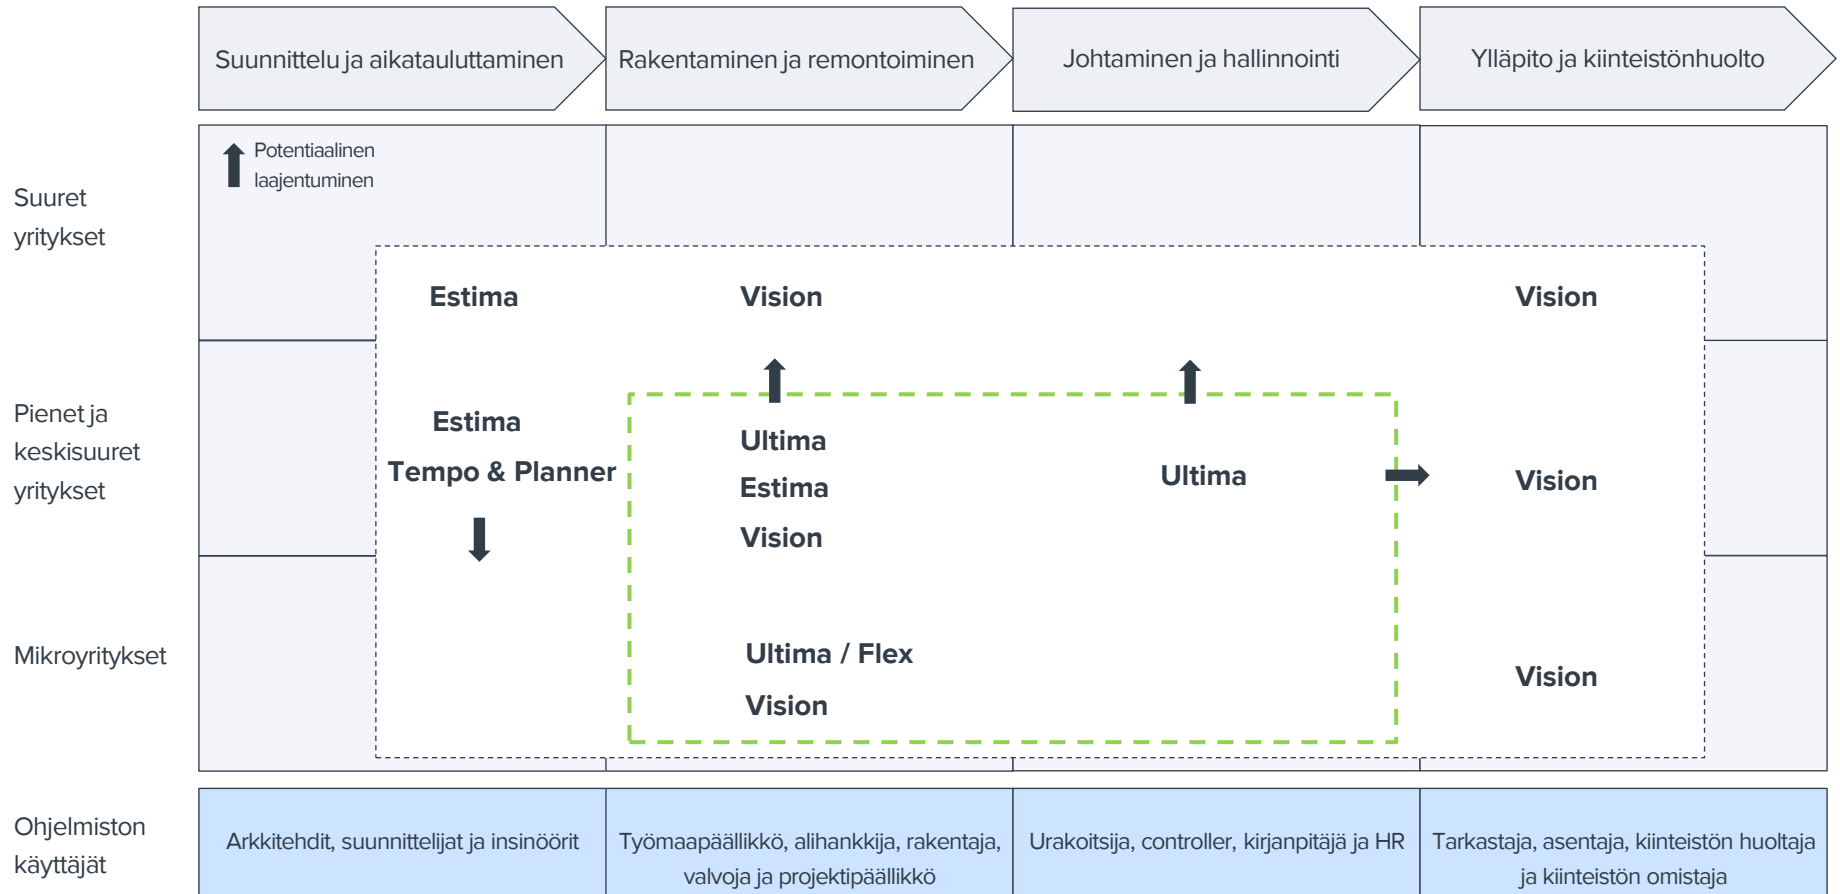 Suunnittelu ja aikatauluttaminen
Rakentaminen ja remontoiminen
Johtaminen ja hallinnointi
Ylläpito ja kiinteistönhuolto
Potentiaalinen
laajentuminen
Suuret
yritykset
Estima
Vision
Vision
Pienet ja
keskisuuret
yritykset
Estima
Tempo & Planner
Ultima
Estima
Vision
Ultima
Vision
Mikroyritykset
Ultima / Flex
Vision
Vision
Ohjelmiston
käyttäjät
Arkkitehdit, suunnittelijat ja insinöörit
Työmaapäällikkö, alihankkija, rakentaja,
valvoja ja projektipäällikkö
Urakoitsija, controller, kirjanpitäjä ja HR
Tarkastaja, asentaja, kiinteistön huoltaja
ja kiinteistön omistaja